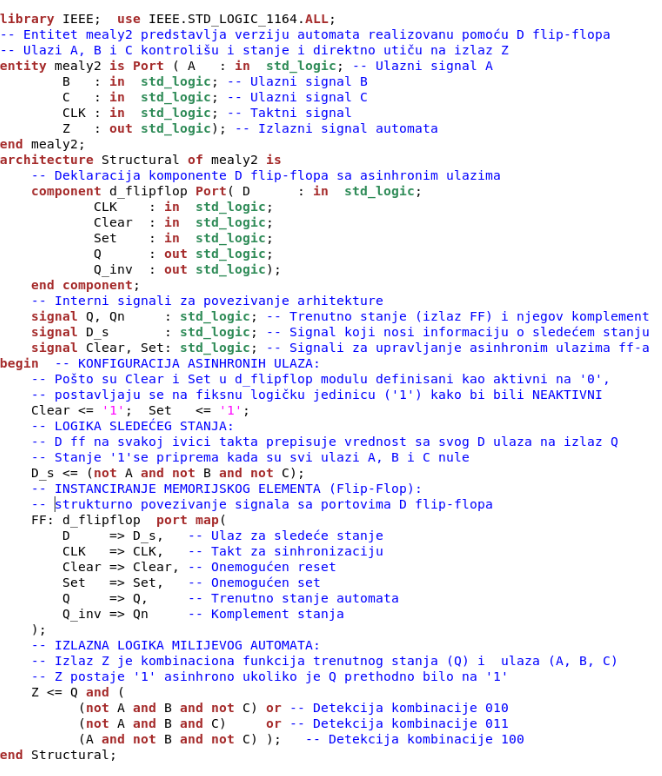 library IEEE;  use IEEE.STD_LOGIC_1164.ALL;
-- Entitet mealy2 predstavlja verziju automata realizovanu pomoću D flip-flopa
-- Ulazi A, B i C kontrolišu i stanje i direktno utiču na izlaz Z
entity mealy2 is Port ( A   : in  std_logic; -- Ulazni signal A
        B   : in  std_logic; -- Ulazni signal B
        C   : in  std_logic; -- Ulazni signal C
        CLK : in  std_logic; -- Taktni signal
        Z   : out std_logic); -- Izlazni signal automata
end mealy2;
architecture Structural of mealy2 is
    -- Deklaracija komponente D flip-flopa sa asinhronim ulazima
    component d_flipflop Port( D      : in  std_logic;
            CLK    : in  std_logic;
            Clear  : in  std_logic;
            Set    : in  std_logic;
            Q      : out std_logic;
            Q_inv  : out std_logic);
    end component;
    -- Interni signali za povezivanje arhitekture
    signal Q, Qn     : std_logic; -- Trenutno stanje (izlaz FF) i njegov komplement
    signal D_s       : std_logic; -- Signal koji nosi informaciju o sledećem stanju
    signal Clear, Set: std_logic; -- Signali za upravljanje asinhronim ulazima ff-a
begin  -- KONFIGURACIJA ASINHRONIH ULAZA:
    -- Pošto su Clear i Set u d_flipflop modulu definisani kao aktivni na '0',
    -- postavljaju se na fiksnu logičku jedinicu ('1') kako bi bili NEAKTIVNI
    Clear <= '1';  Set   <= '1';
    -- LOGIKA SLEDEĆEG STANJA:
    -- D ff na svakoj ivici takta prepisuje vrednost sa svog D ulaza na izlaz Q
    -- Stanje '1'se priprema kada su svi ulazi A, B i C nule
    D_s <= (not A and not B and not C);
    -- INSTANCIRANJE MEMORIJSKOG ELEMENTA (Flip-Flop):
    -- strukturno povezivanje signala sa portovima D flip-flopa
    FF: d_flipflop  port map(
        D     => D_s,   -- Ulaz za sledeće stanje
        CLK   => CLK,   -- Takt za sinhronizaciju
        Clear => Clear, -- Onemogućen reset
        Set   => Set,   -- Onemogućen set
        Q     => Q,     -- Trenutno stanje automata
        Q_inv => Qn     -- Komplement stanja
    );
    -- IZLAZNA LOGIKA MILIJEVOG AUTOMATA:
    -- Izlaz Z je kombinaciona funkcija trenutnog stanja (Q) i  ulaza (A, B, C)
    -- Z postaje '1' asinhrono ukoliko je Q prethodno bilo na '1'
    Z <= Q and (
          (not A and B and not C) or -- Detekcija kombinacije 010
          (not A and B and C)     or -- Detekcija kombinacije 011
          (A and not B and not C) );   -- Detekcija kombinacije 100
end Structural;